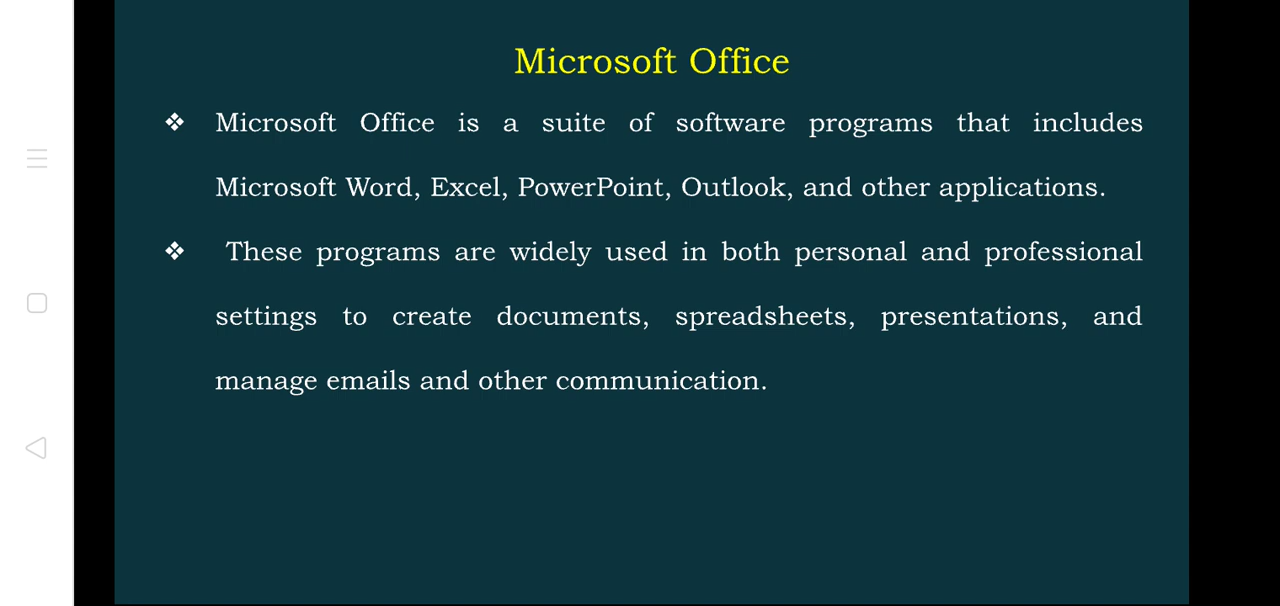 Microsoft Office
❖ Microsoft Office is a suite of software programs that includes
Microsoft Word, Excel, PowerPoint, Outlook, and other applications.
❖ These programs are widely used in both personal and professional
settings to create documents, spreadsheets, presentations, and
manage emails and other communication.